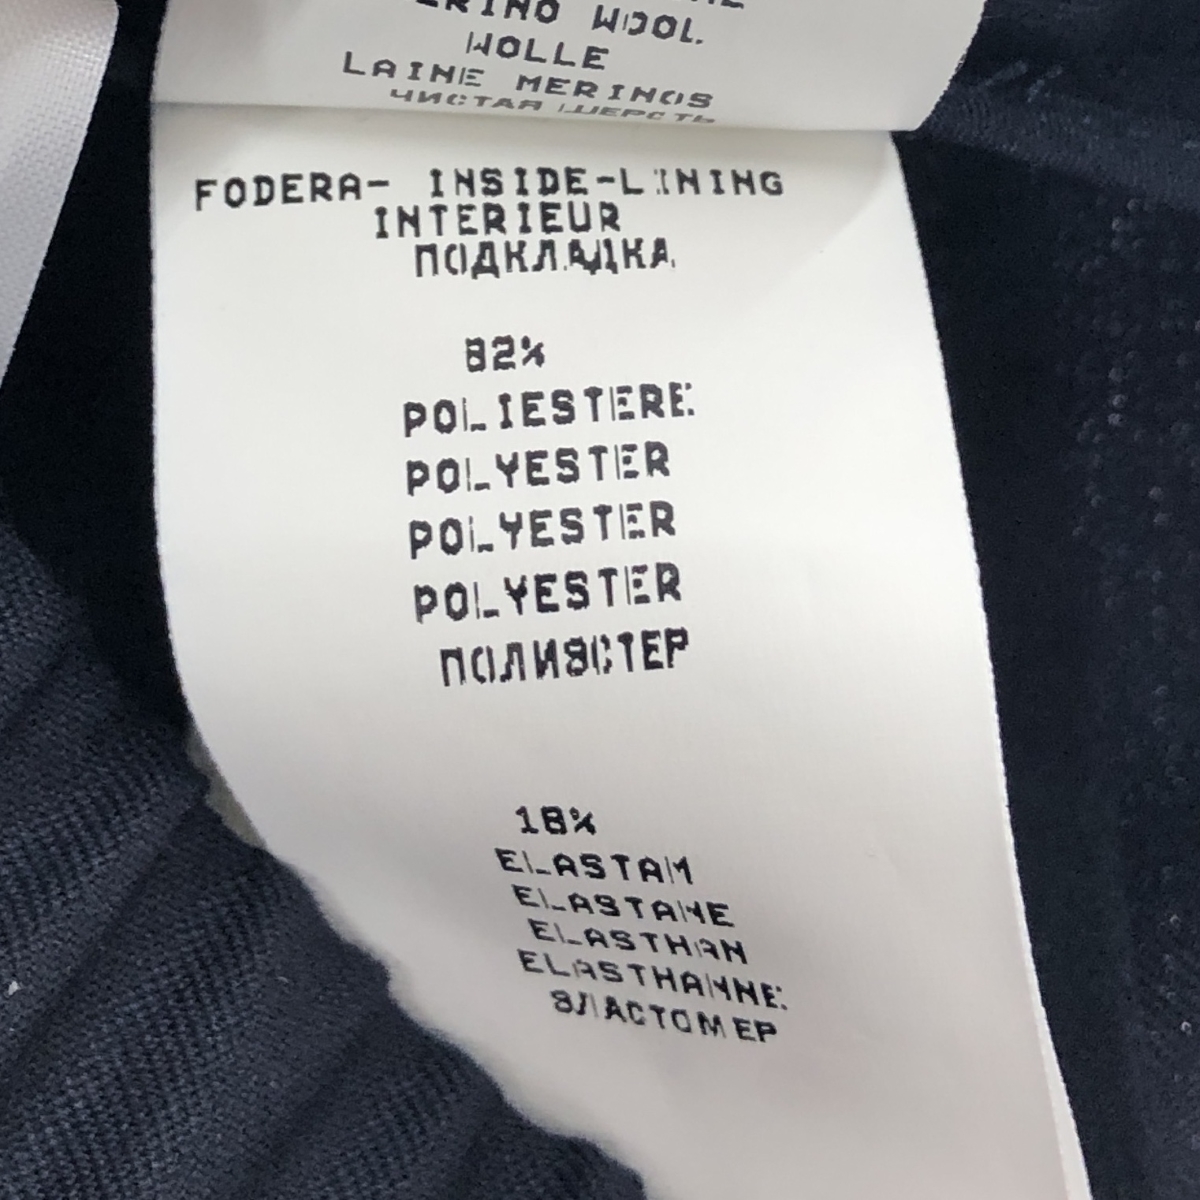 MERINO WOOL
WOLLE
LAINE MERINOS
ЧИСТАЯ ШЕРСТЬ
FODERA- INSIDE-LINING
INTERIEUR
ПОДКЛАДКА
82%
POLIESTERE
POLYESTER
POLYESTER
POLYESTER
ПОЛИЭСТЕР
18%
ELASTAM
ELASTANE
ELASTHAN
ELASTHANNE
ЭЛАСТОМЕР